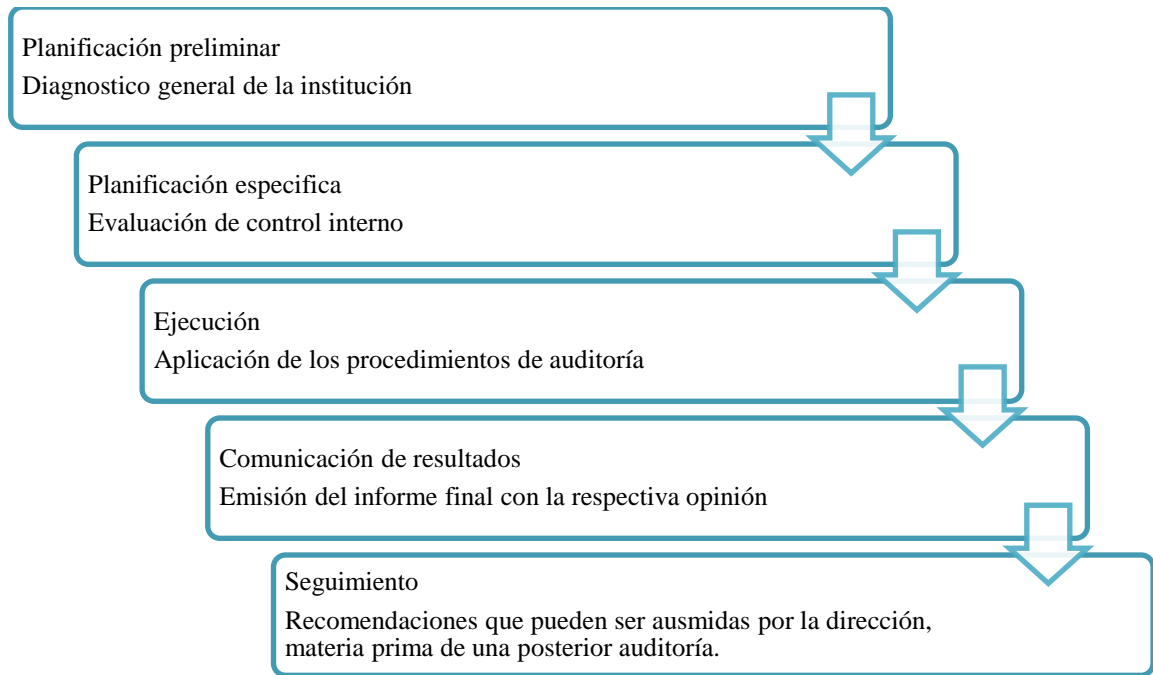 Planificación preliminar
Diagnostico general de la institución
Planificación especifica
Evaluación de control interno
Ejecución
Aplicación de los procedimientos de auditoría
Comunicación de resultados
Emisión del informe final con la respectiva opinión
Seguimiento
Recomendaciones que pueden ser ausmidas por la dirección,
materia prima de una posterior auditoría.